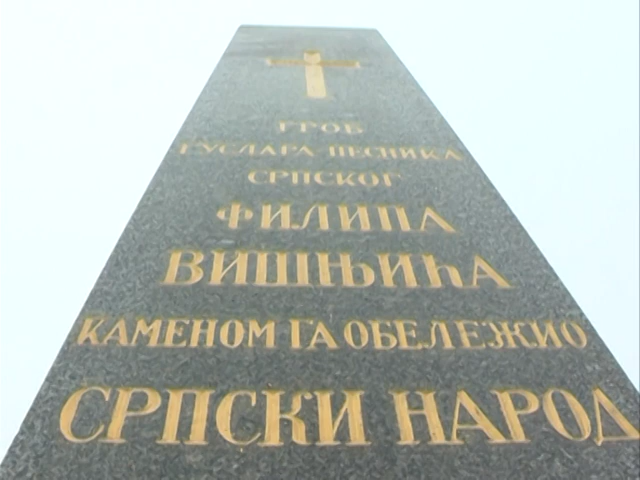 ГРОБ
ГУСЛАРА-ПЕСНИКА
СРПСКОГ
ФИЛИПА
ВИШЊИЋА
КАМЕНОМ ГА ОБЕЛЕЖИО
СРПСКИ НАРОД